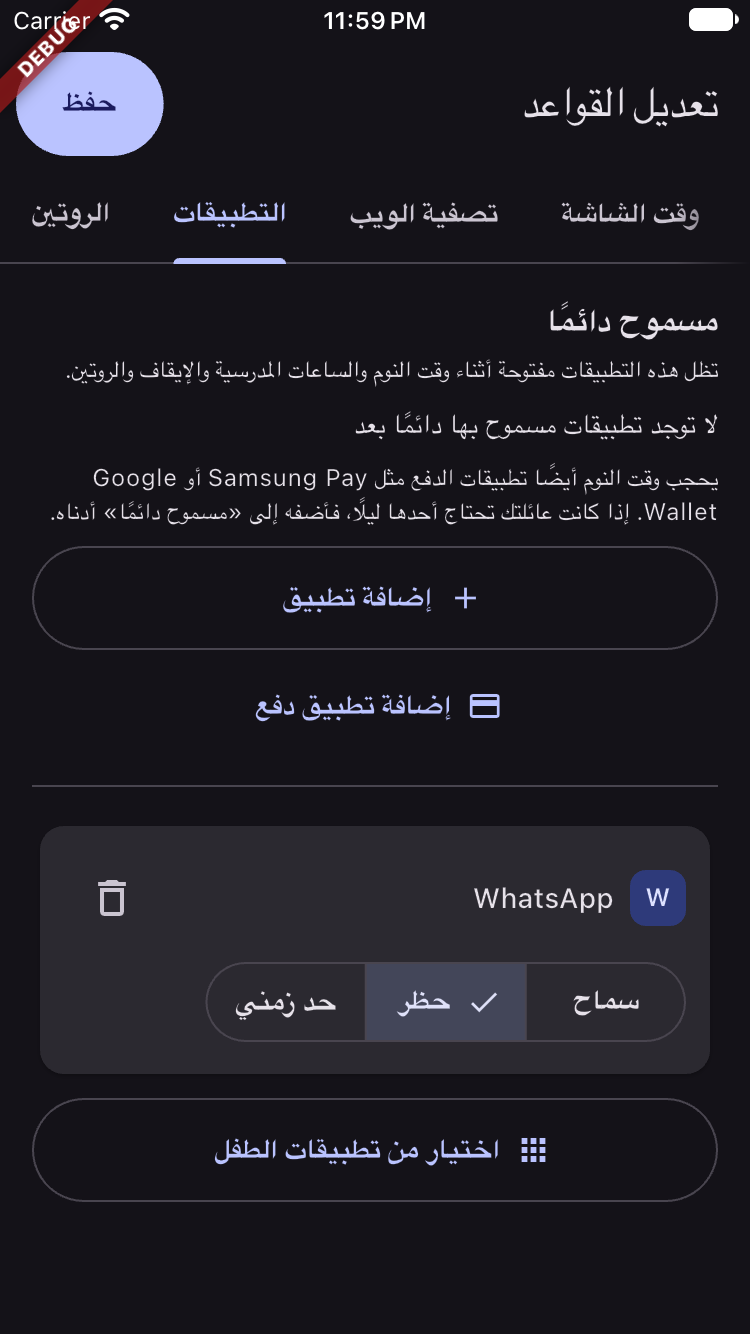 Carrier
11:59 PM
DEBUG
تعديل القواعد
حفظ
وقت الشاشة
تصفية الويب
التطبيقات
الروتين
مسموح دائمًا
تظل هذه التطبيقات مفتوحة أثناء وقت النوم والساعات المدرسية والإيقاف والروتين.
لا توجد تطبيقات مسموح بها دائمًا بعد
يحجب وقت النوم أيضًا تطبيقات الدفع مثل Samsung Pay أو Google
Wallet. إذا كانت عائلتك تحتاج أحدها ليلًا، فأضفه إلى «مسموح دائمًا» أدناه.
إضافة تطبيق
إضافة تطبيق دفع
W
WhatsApp
سماح
حظر
حد زمني
اختيار من تطبيقات الطفل